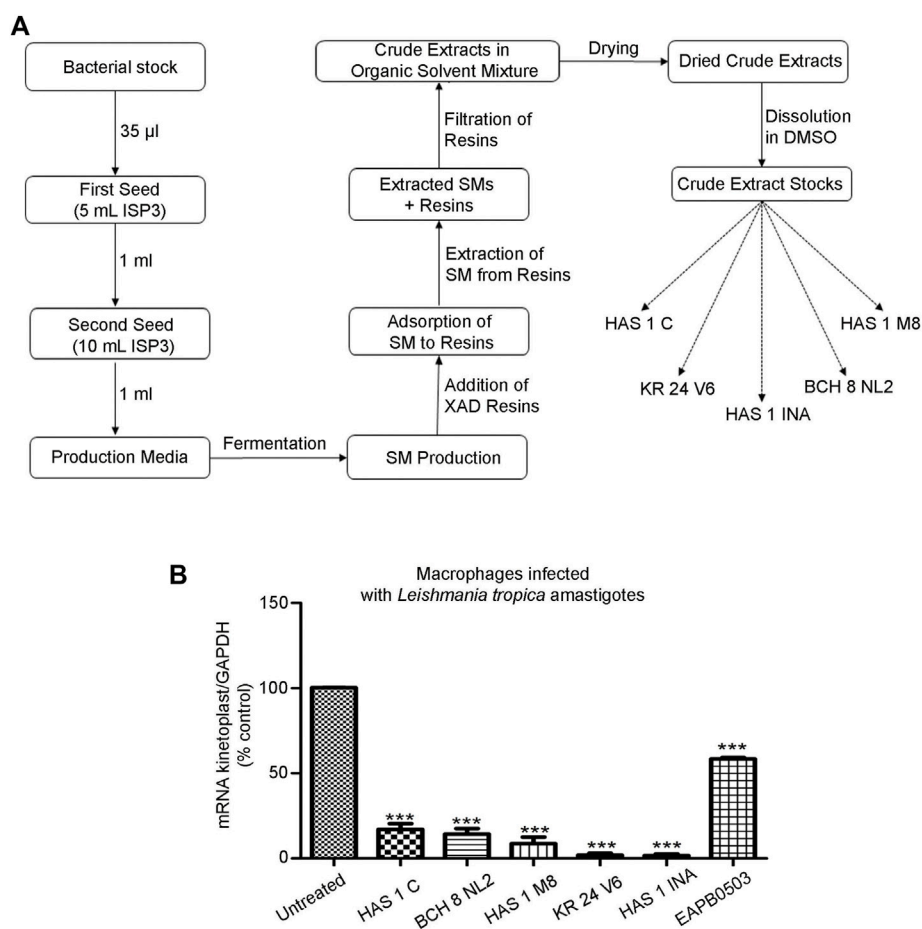 A
Bacterial stock
35 µl
First Seed
(5 mL ISP3)
1 ml
Second Seed
(10 mL ISP3)
1 ml
Production Media
Fermentation
SM Production
Addition of
XAD Resins
Adsorption of
SM to Resins
Extraction of
SM from Resins
Extracted SMs
+ Resins
Filtration of
Resins
Crude Extracts in
Organic Solvent Mixture
Drying
Dried Crude Extracts
Dissolution
in DMSO
Crude Extract Stocks
HAS 1 C
KR 24 V6
HAS 1 INA
BCH 8 NL2
HAS 1 M8
B
Macrophages infected
with Leishmania tropica amastigotes
mRNA kinetoplast/GAPDH
(% control)
150
100
50
0
***
***
***
***
***
***
Untreated
HAS 1 C
BCH 8 NL2
HAS 1 M8
KR 24 V6
HAS 1 INA
EAPB0503